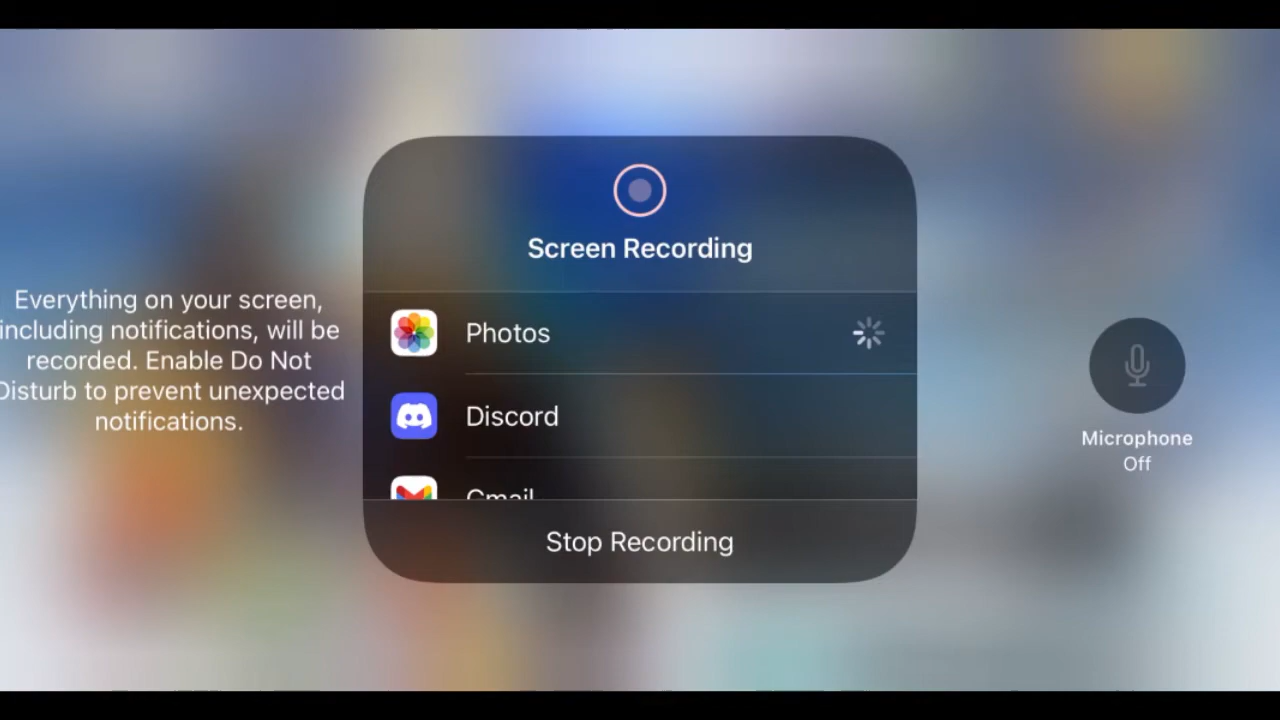 Screen Recording
Everything on your screen,
including notifications, will be
recorded. Enable Do Not
Disturb to prevent unexpected
notifications.
Photos
Discord
Gmail
Stop Recording
Microphone
Off